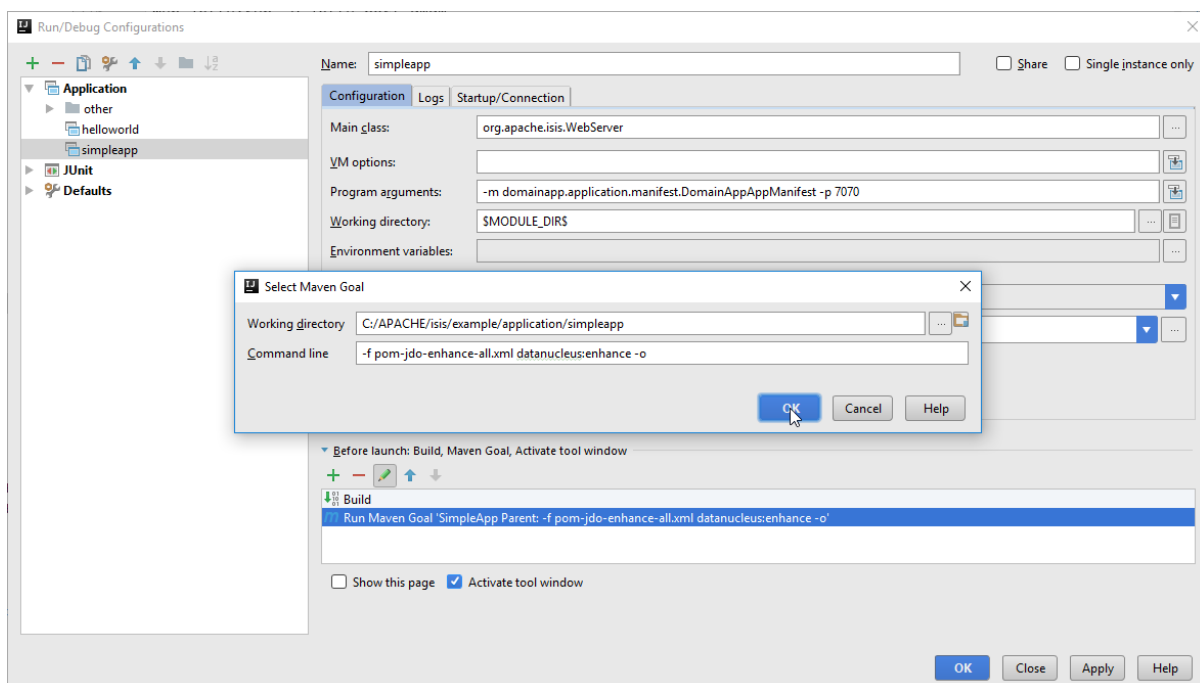 Run/Debug Configurations
Name: simpleapp
Share
Single instance only
Application
other
helloworld
simpleapp
JUnit
Defaults
Configuration Logs Startup/Connection
Main class: org.apache.isis.WebServer ...
VM options:
Program arguments: -m domainapp.application.manifest.DomainAppAppManifest -p 7070
Working directory: $MODULE_DIR$ ...
Environment variables: ...
Select Maven Goal
Working directory C:/APACHE/isis/example/application/simpleapp ...
Command line -f pom-jdo-enhance-all.xml datanucleus:enhance -o
OK Cancel Help
Before launch: Build, Maven Goal, Activate tool window
Build
Run Maven Goal 'SimpleApp Parent: -f pom-jdo-enhance-all.xml datanucleus:enhance -o'
Show this page Activate tool window
OK Close Apply Help